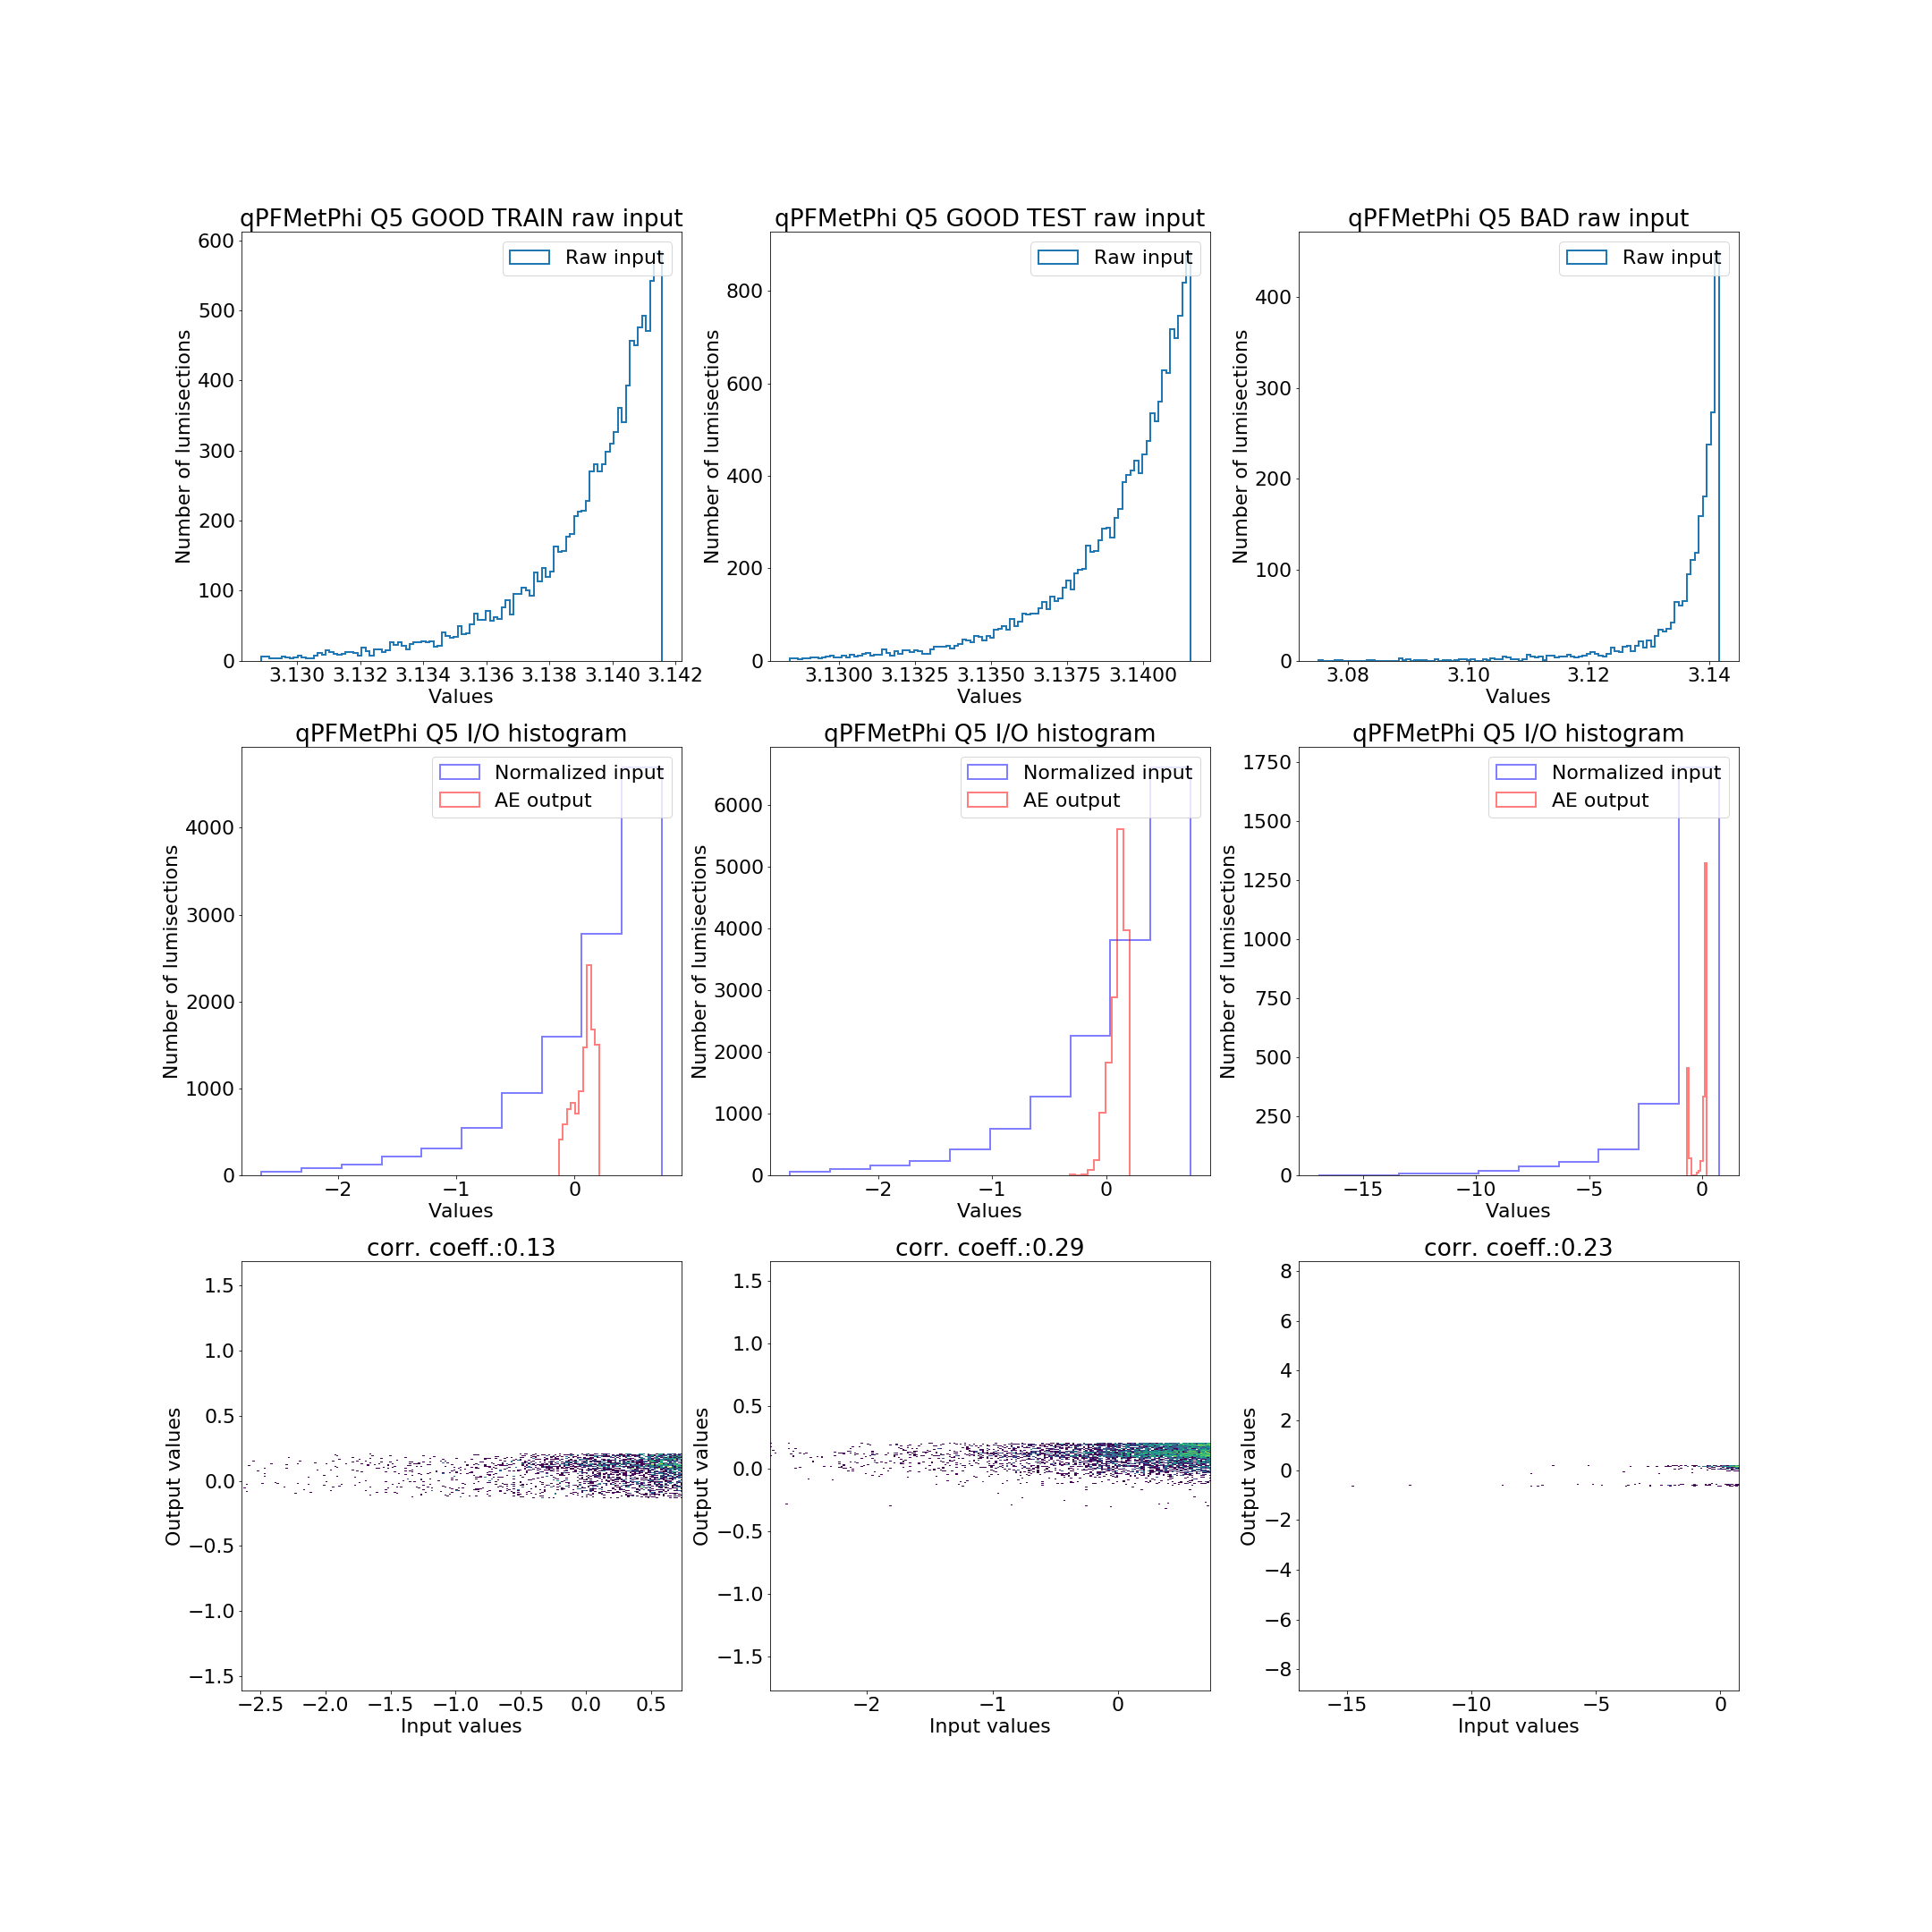 qPFMetPhi Q5 GOOD TRAIN raw input
Raw input
600
500
400
300
200
100
0
Number of lumisections
3.130 3.132 3.134 3.136 3.138 3.140 3.142
Values
qPFMetPhi Q5 GOOD TEST raw input
Raw input
800
600
400
200
0
Number of lumisections
3.1300 3.1325 3.1350 3.1375 3.1400
Values
qPFMetPhi Q5 BAD raw input
Raw input
400
300
200
100
0
Number of lumisections
3.08 3.10 3.12 3.14
Values
qPFMetPhi Q5 I/O histogram
Normalized input
AE output
4000
3000
2000
1000
0
Number of lumisections
−2 −1 0
Values
qPFMetPhi Q5 I/O histogram
Normalized input
AE output
6000
5000
4000
3000
2000
1000
0
Number of lumisections
−2 −1 0
Values
qPFMetPhi Q5 I/O histogram
Normalized input
AE output
1750
1500
1250
1000
750
500
250
0
Number of lumisections
−15 −10 −5 0
Values
corr. coeff.:0.13
1.5
1.0
0.5
0.0
−0.5
−1.0
−1.5
Output values
−2.5 −2.0 −1.5 −1.0 −0.5 0.0 0.5
Input values
corr. coeff.:0.29
1.5
1.0
0.5
0.0
−0.5
−1.0
−1.5
Output values
−2 −1 0
Input values
corr. coeff.:0.23
8
6
4
2
0
−2
−4
−6
−8
Output values
−15 −10 −5 0
Input values